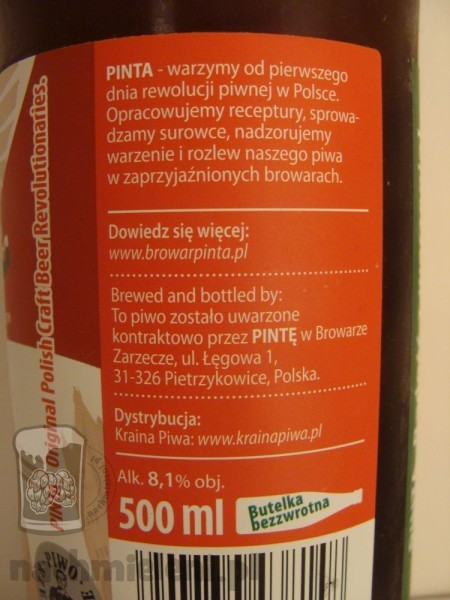 PINTA - warzymy od pierwszego
dnia rewolucji piwnej w Polsce.
Opracowujemy receptury, sprowa-
dzamy surowce, nadzorujemy
warzenie i rozlew naszego piwa
w zaprzyjaźnionych browarach.
Dowiedz się więcej:
www.browarpinta.pl
Brewed and bottled by:
To piwo zostało uwarzone
kontraktowo przez PINTĘ w Browarze
Zarzecze, ul. Łęgowa 1,
31-326 Pietrzykowice, Polska.
Dystrybucja:
Kraina Piwa: www.krainapiwa.pl
Alk. 8,1% obj.
500 ml
Butelka
bezzwrotna
Original Polish Craft Beer Revolutionaries.
PIWO